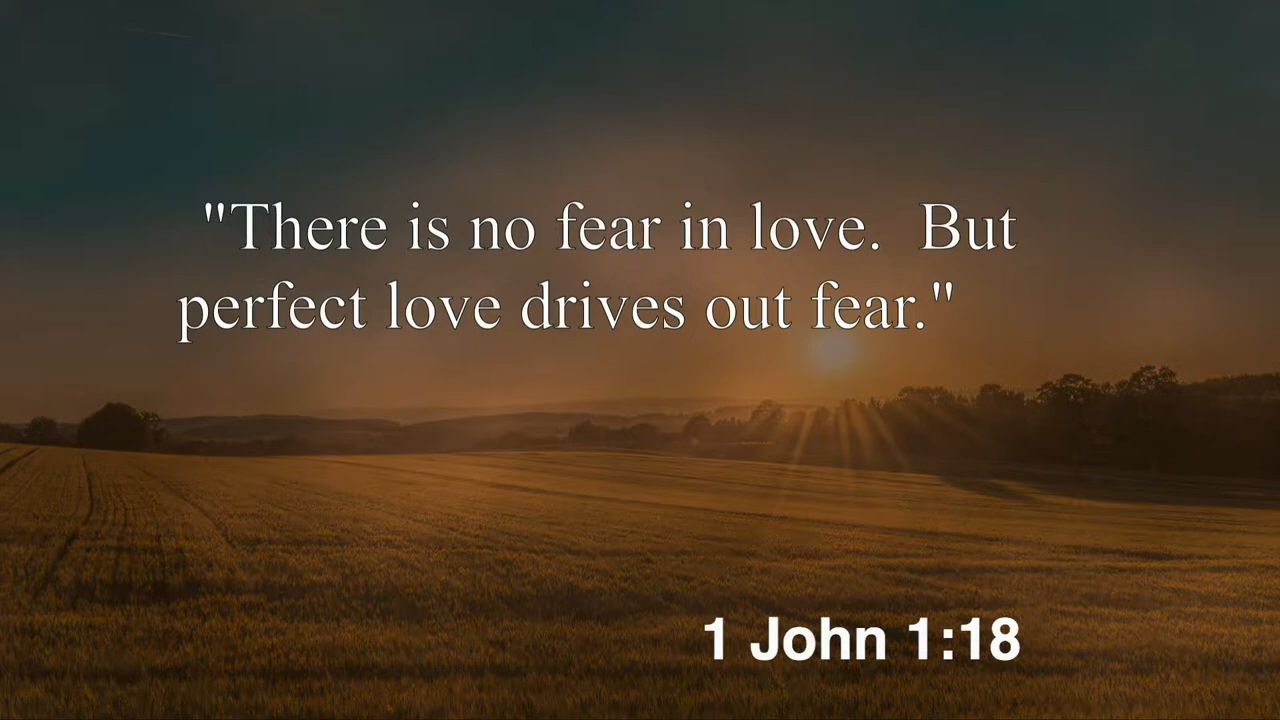 "There is no fear in love.  But
perfect love drives out fear."
1 John 1:18